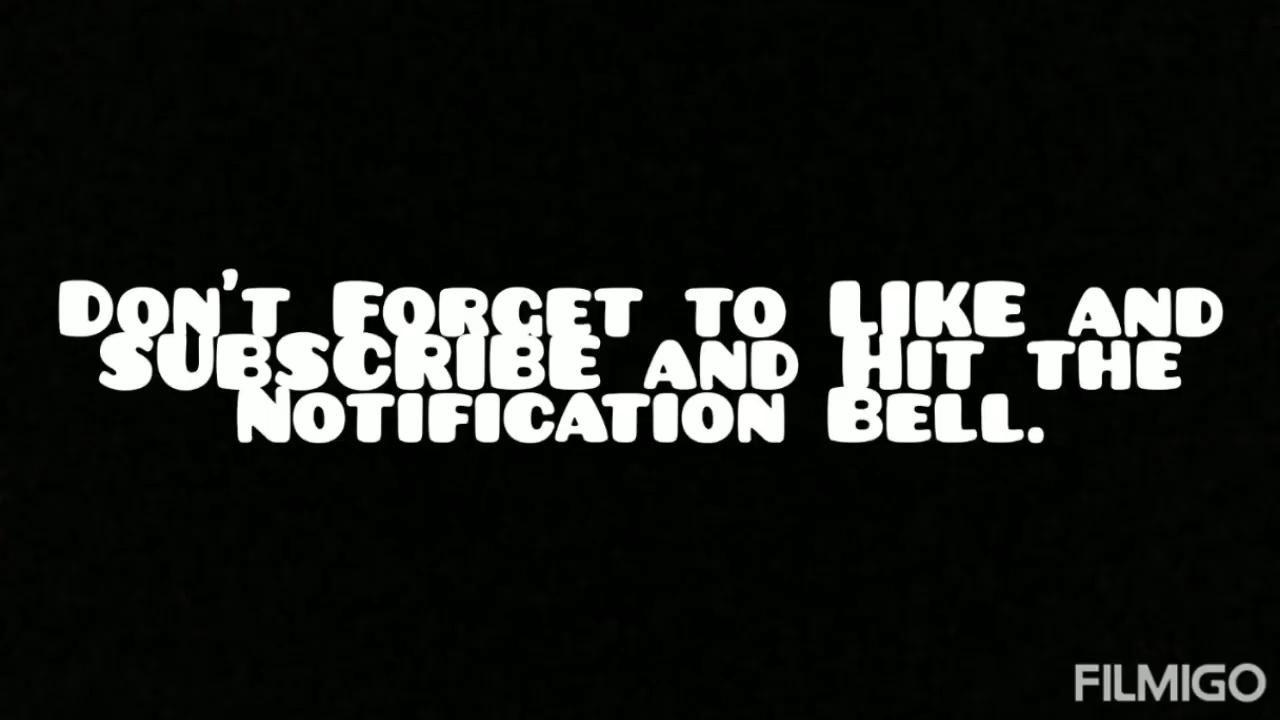 Don't Forget to LIKE and
SUBSCRIBE and Hit the
Notification Bell.
FILMIGO